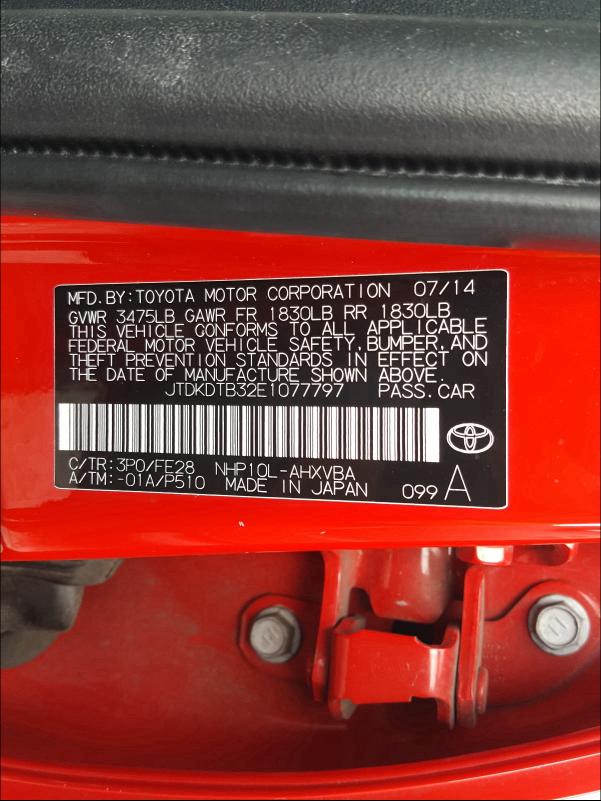 MFD. BY: TOYOTA MOTOR CORPORATION 07/14
GVWR 3475LB GAWR FR 1830LB RR 1830LB
THIS VEHICLE CONFORMS TO ALL APPLICABLE
FEDERAL MOTOR VEHICLE SAFETY, BUMPER, AND
THEFT PREVENTION STANDARDS IN EFFECT ON
THE DATE OF MANUFACTURE SHOWN ABOVE.
JTDKDTB32E1077797 PASS. CAR
C/TR: 3P0/FE28 NHP10L-AHXVBA
A/TM: -01A/P510 MADE IN JAPAN 099 A